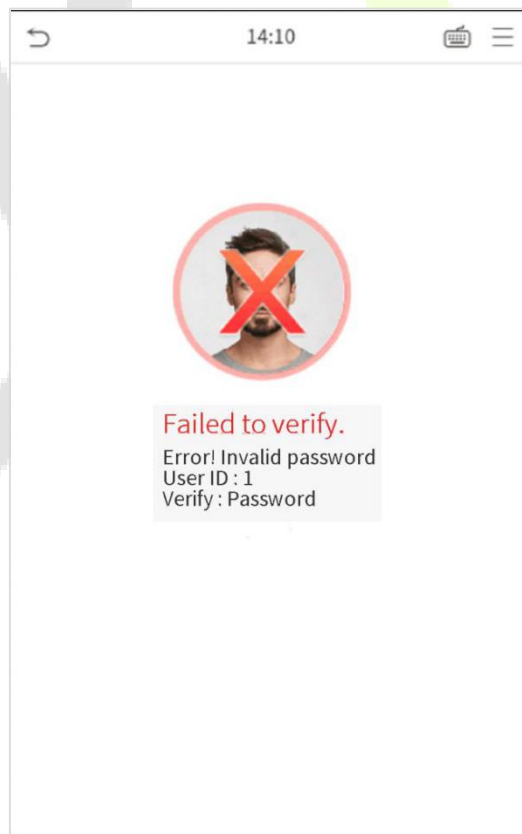 14:10
Failed to verify.
Error! Invalid password
User ID : 1
Verify : Password